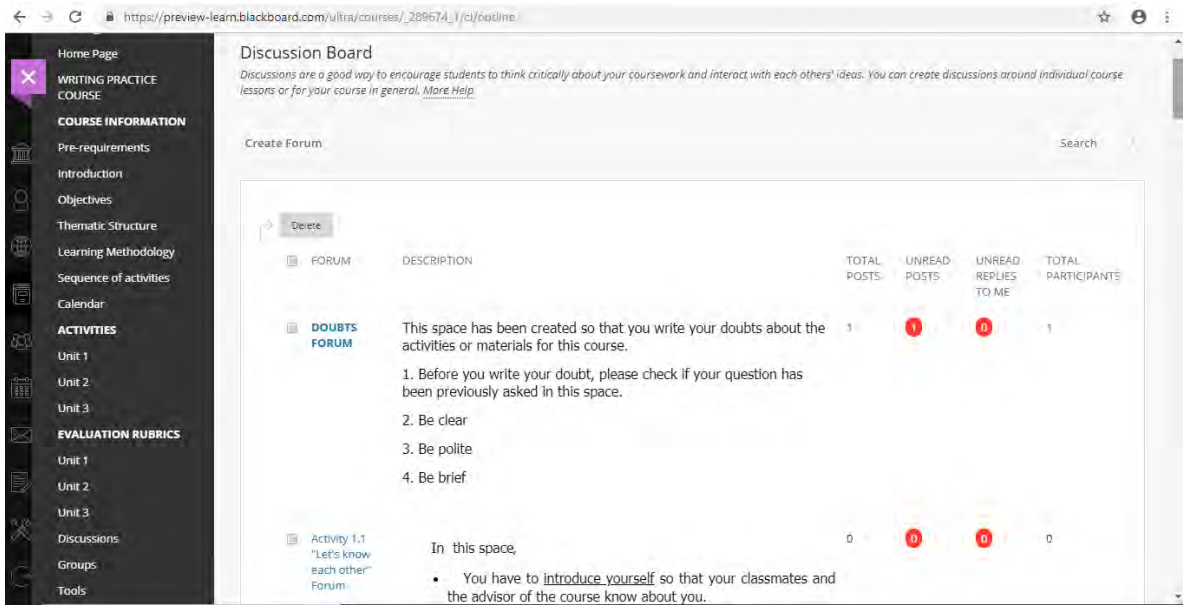 https://preview-learn.blackboard.com/ultra/courses/_289674_1/cl/outline
Home Page
WRITING PRACTICE
COURSE
COURSE INFORMATION
Pre-requirements
Introduction
Objectives
Thematic Structure
Learning Methodology
Sequence of activities
Calendar
ACTIVITIES
Unit 1
Unit 2
Unit 3
EVALUATION RUBRICS
Unit 1
Unit 2
Unit 3
Discussions
Groups
Tools
Discussion Board
Discussions are a good way to encourage students to think critically about your coursework and interact with each others' ideas. You can create discussions around individual course
lessons or for your course in general. More Help
Create Forum
Search
Delete
FORUM
DESCRIPTION
TOTAL
POSTS
UNREAD
POSTS
UNREAD
REPLIES
TO ME
TOTAL
PARTICIPANTS
DOUBTS
FORUM
This space has been created so that you write your doubts about the
activities or materials for this course.
1. Before you write your doubt, please check if your question has
been previously asked in this space.
2. Be clear
3. Be polite
4. Be brief
1
1
0
1
Activity 1.1
"Let's know
each other"
Forum
In this space,
• You have to introduce yourself so that your classmates and
the advisor of the course know about you.
0
0
0
0